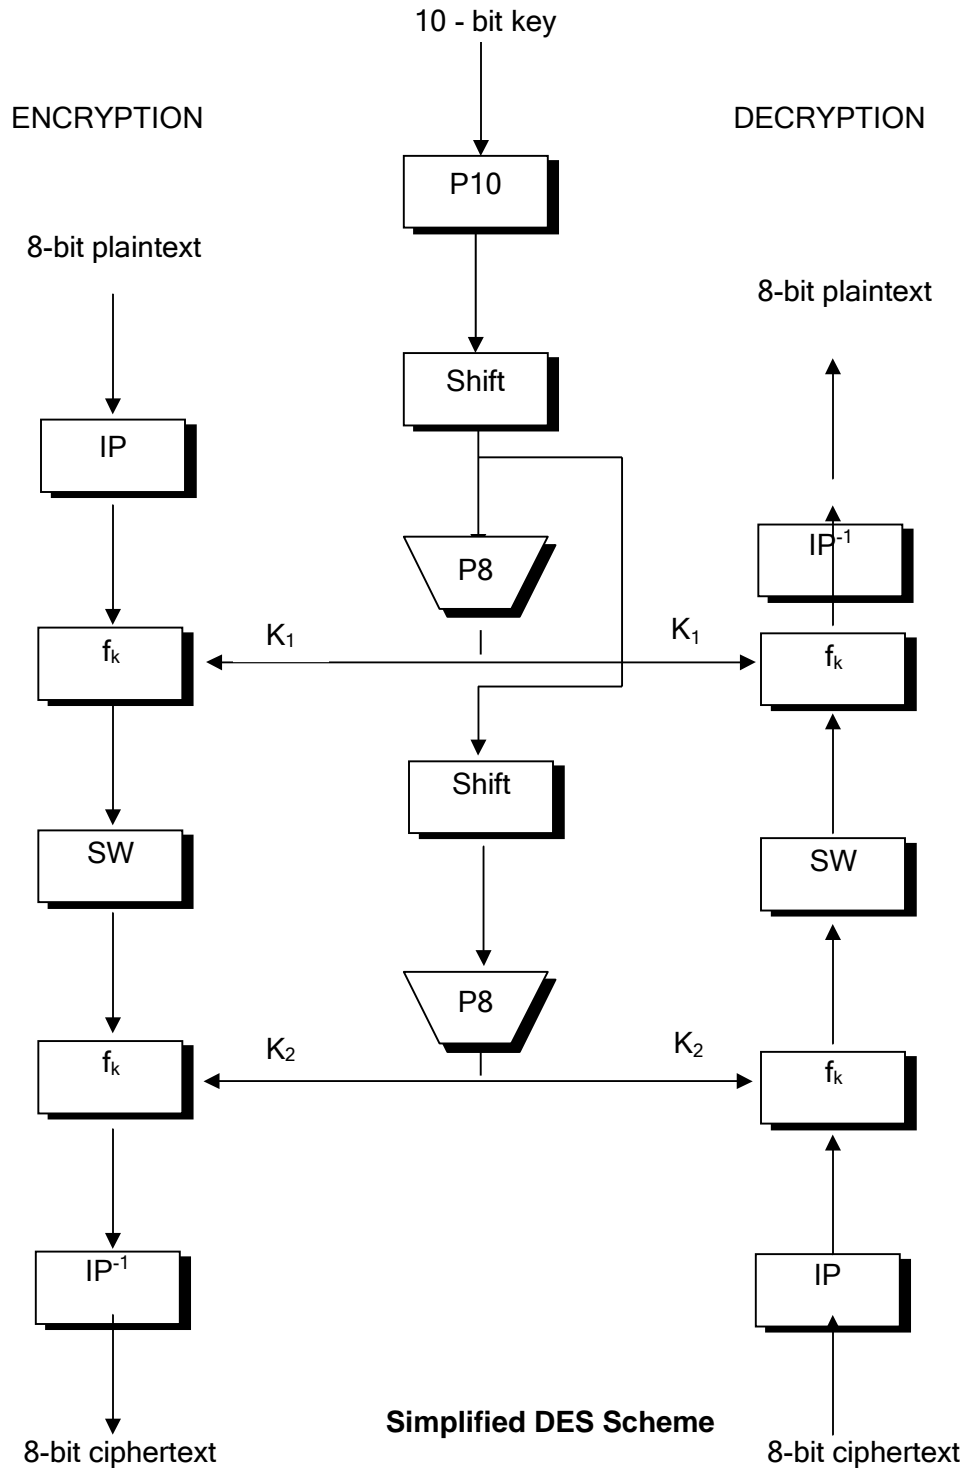 10 - bit key
ENCRYPTION
DECRYPTION
P10
8-bit plaintext
8-bit plaintext
Shift
IP
P8
IP-1
K1
K1
fk
fk
Shift
SW
SW
P8
K2
K2
fk
fk
IP-1
IP
Simplified DES Scheme
8-bit ciphertext
8-bit ciphertext